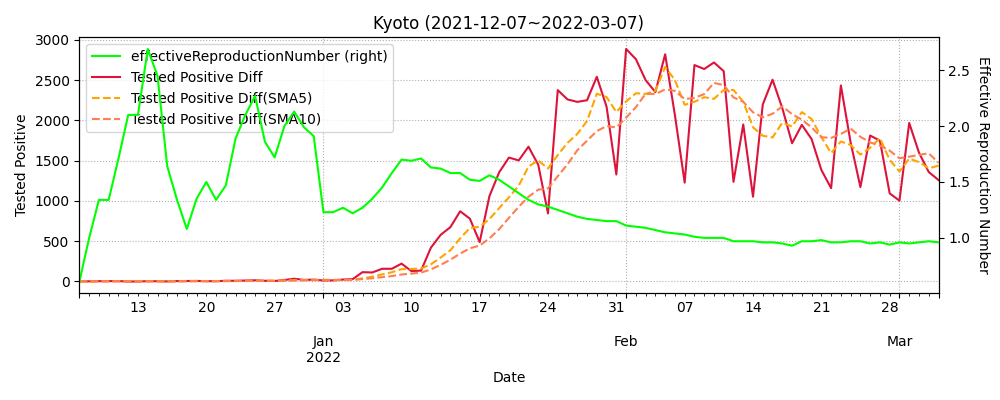 Kyoto (2021-12-07~2022-03-07)
effectiveReproductionNumber (right)
Tested Positive Diff
Tested Positive Diff(SMA5)
Tested Positive Diff(SMA10)
Tested Positive
3000
2500
2000
1500
1000
500
0
Effective Reproduction Number
2.5
2.0
1.5
1.0
13 20 27 03 10 17 24 31 07 14 21 28
Jan Feb Mar
2022
Date